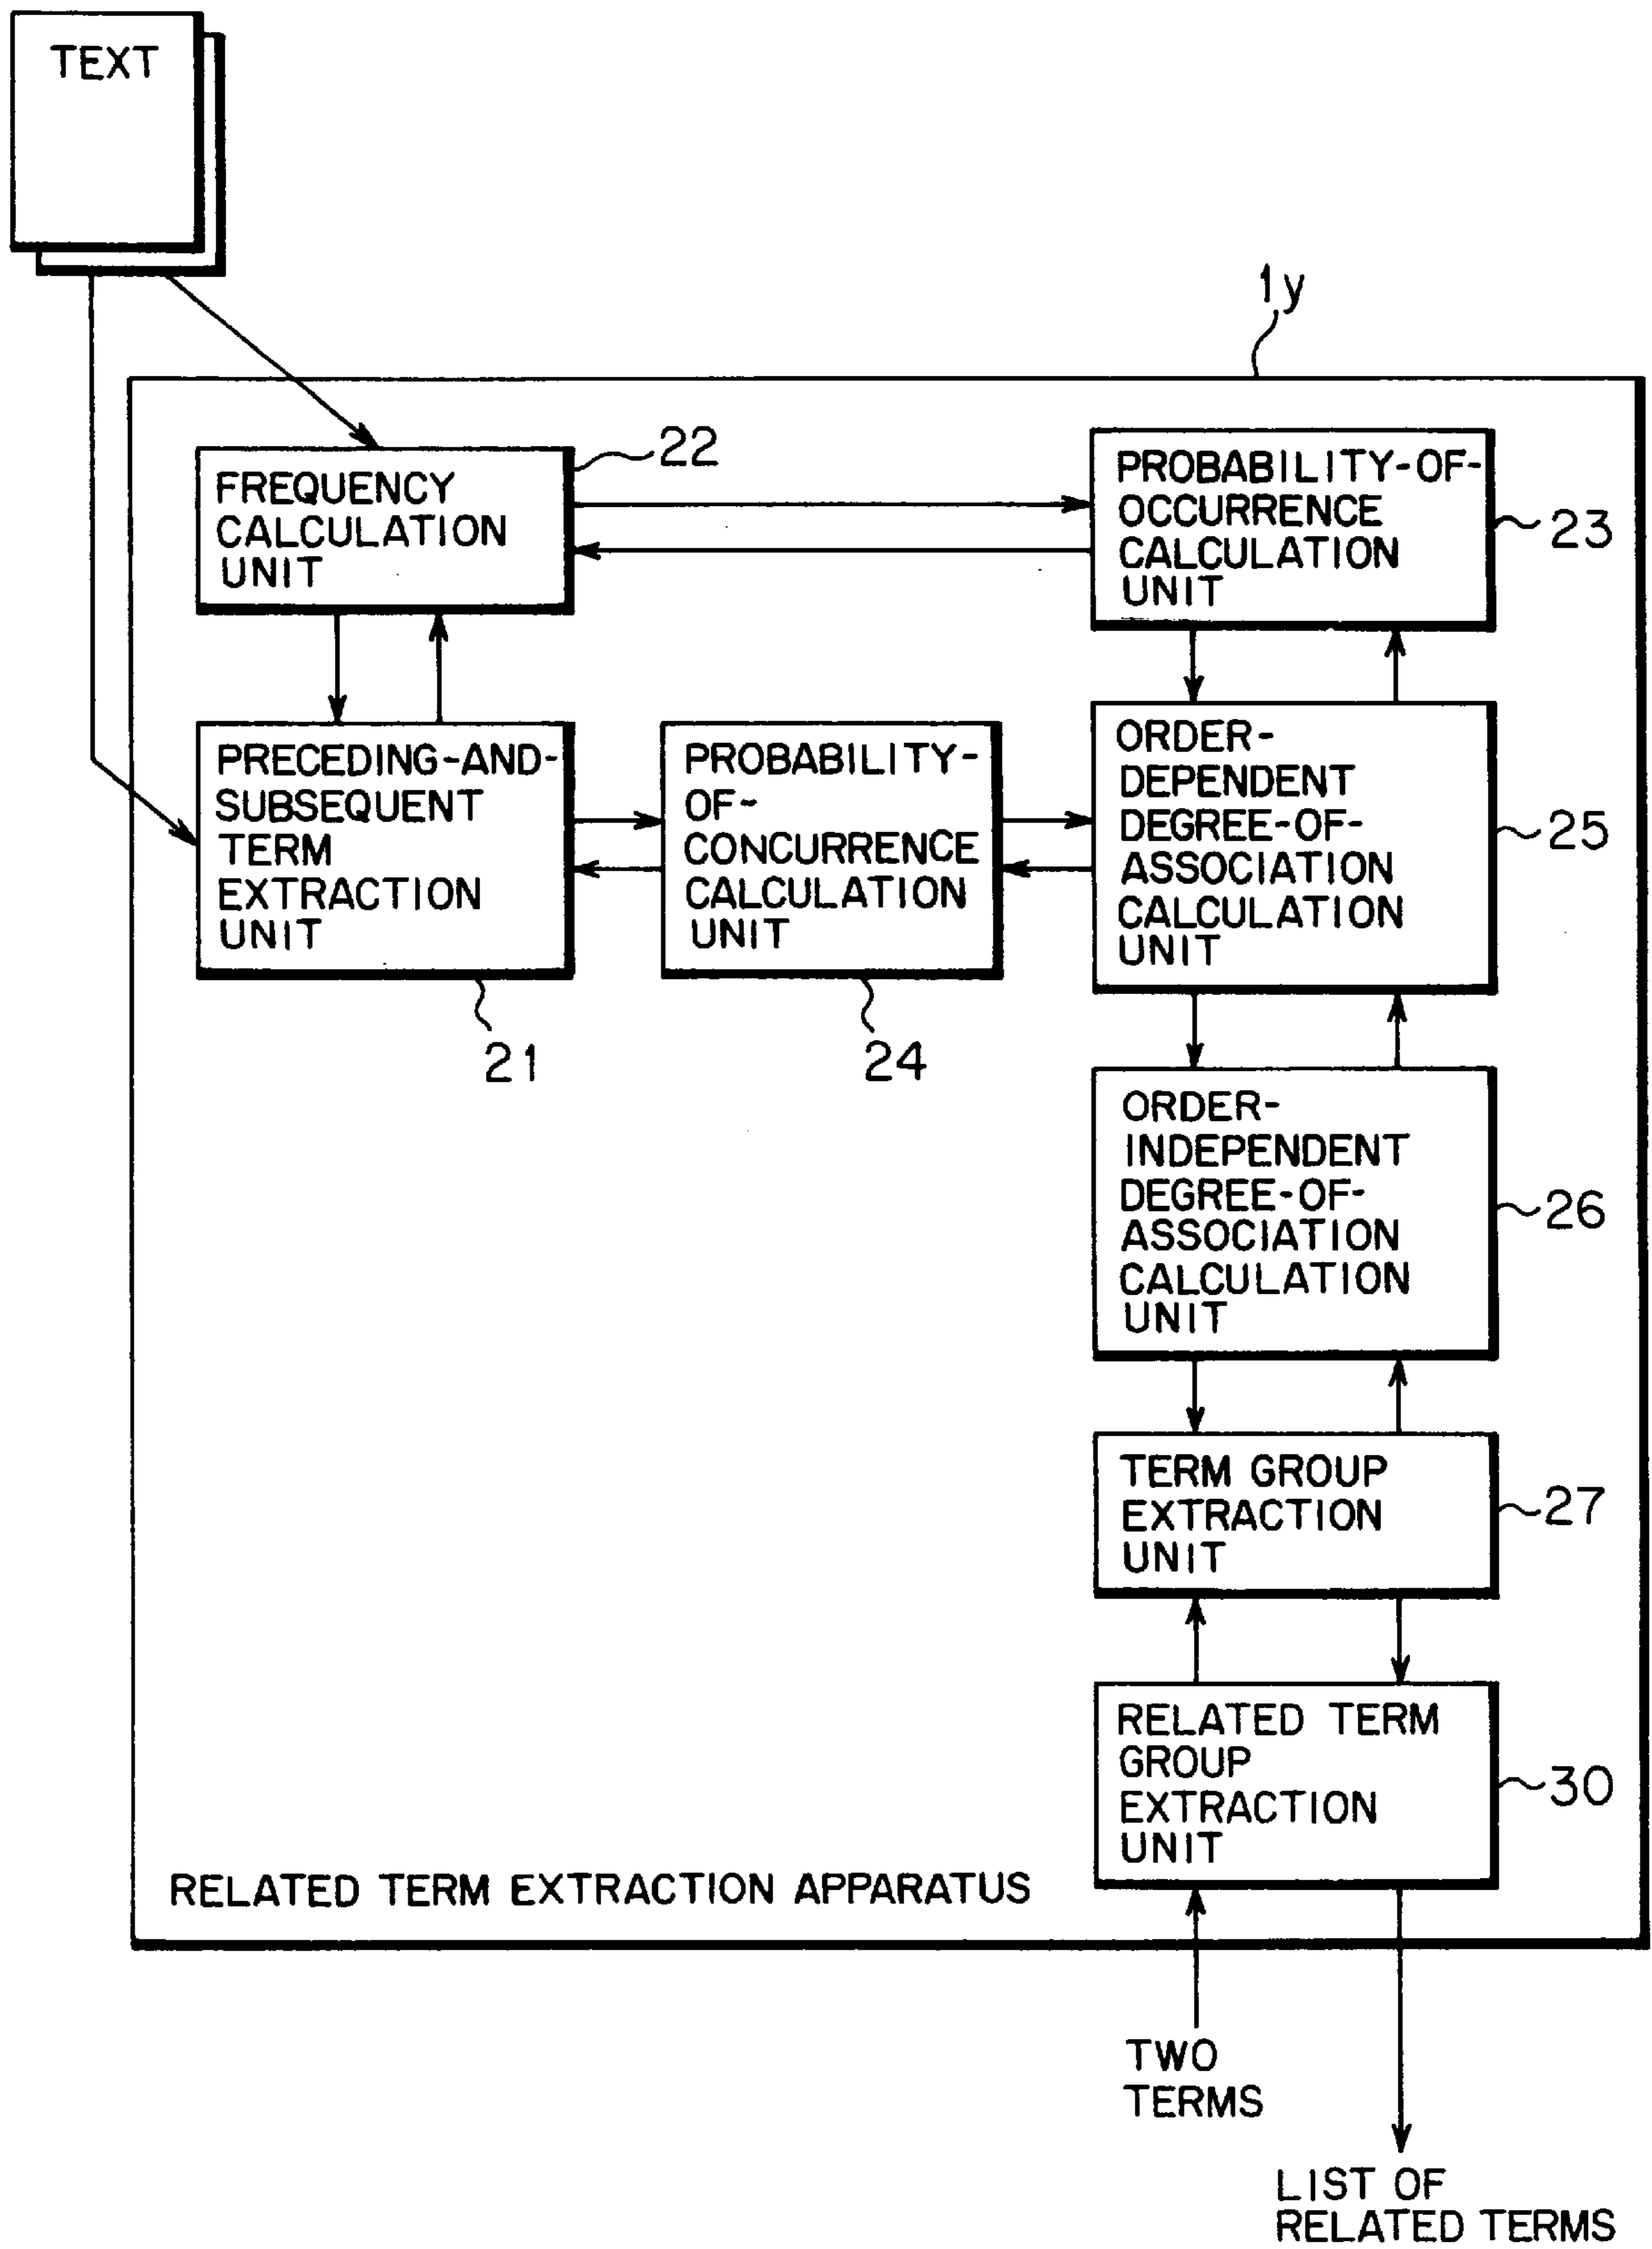 TEXT
1y
FREQUENCY
CALCULATION
UNIT
22
PROBABILITY-OF-
OCCURRENCE
CALCULATION
UNIT
23
PRECEDING-AND-
SUBSEQUENT
TERM
EXTRACTION
UNIT
21
PROBABILITY-
OF-
CONCURRENCE
CALCULATION
UNIT
24
ORDER-
DEPENDENT
DEGREE-OF-
ASSOCIATION
CALCULATION
UNIT
25
ORDER-
INDEPENDENT
DEGREE-OF-
ASSOCIATION
CALCULATION
UNIT
26
TERM GROUP
EXTRACTION
UNIT
27
RELATED TERM
GROUP
EXTRACTION
UNIT
30
RELATED TERM EXTRACTION APPARATUS
TWO
TERMS
LIST OF
RELATED TERMS